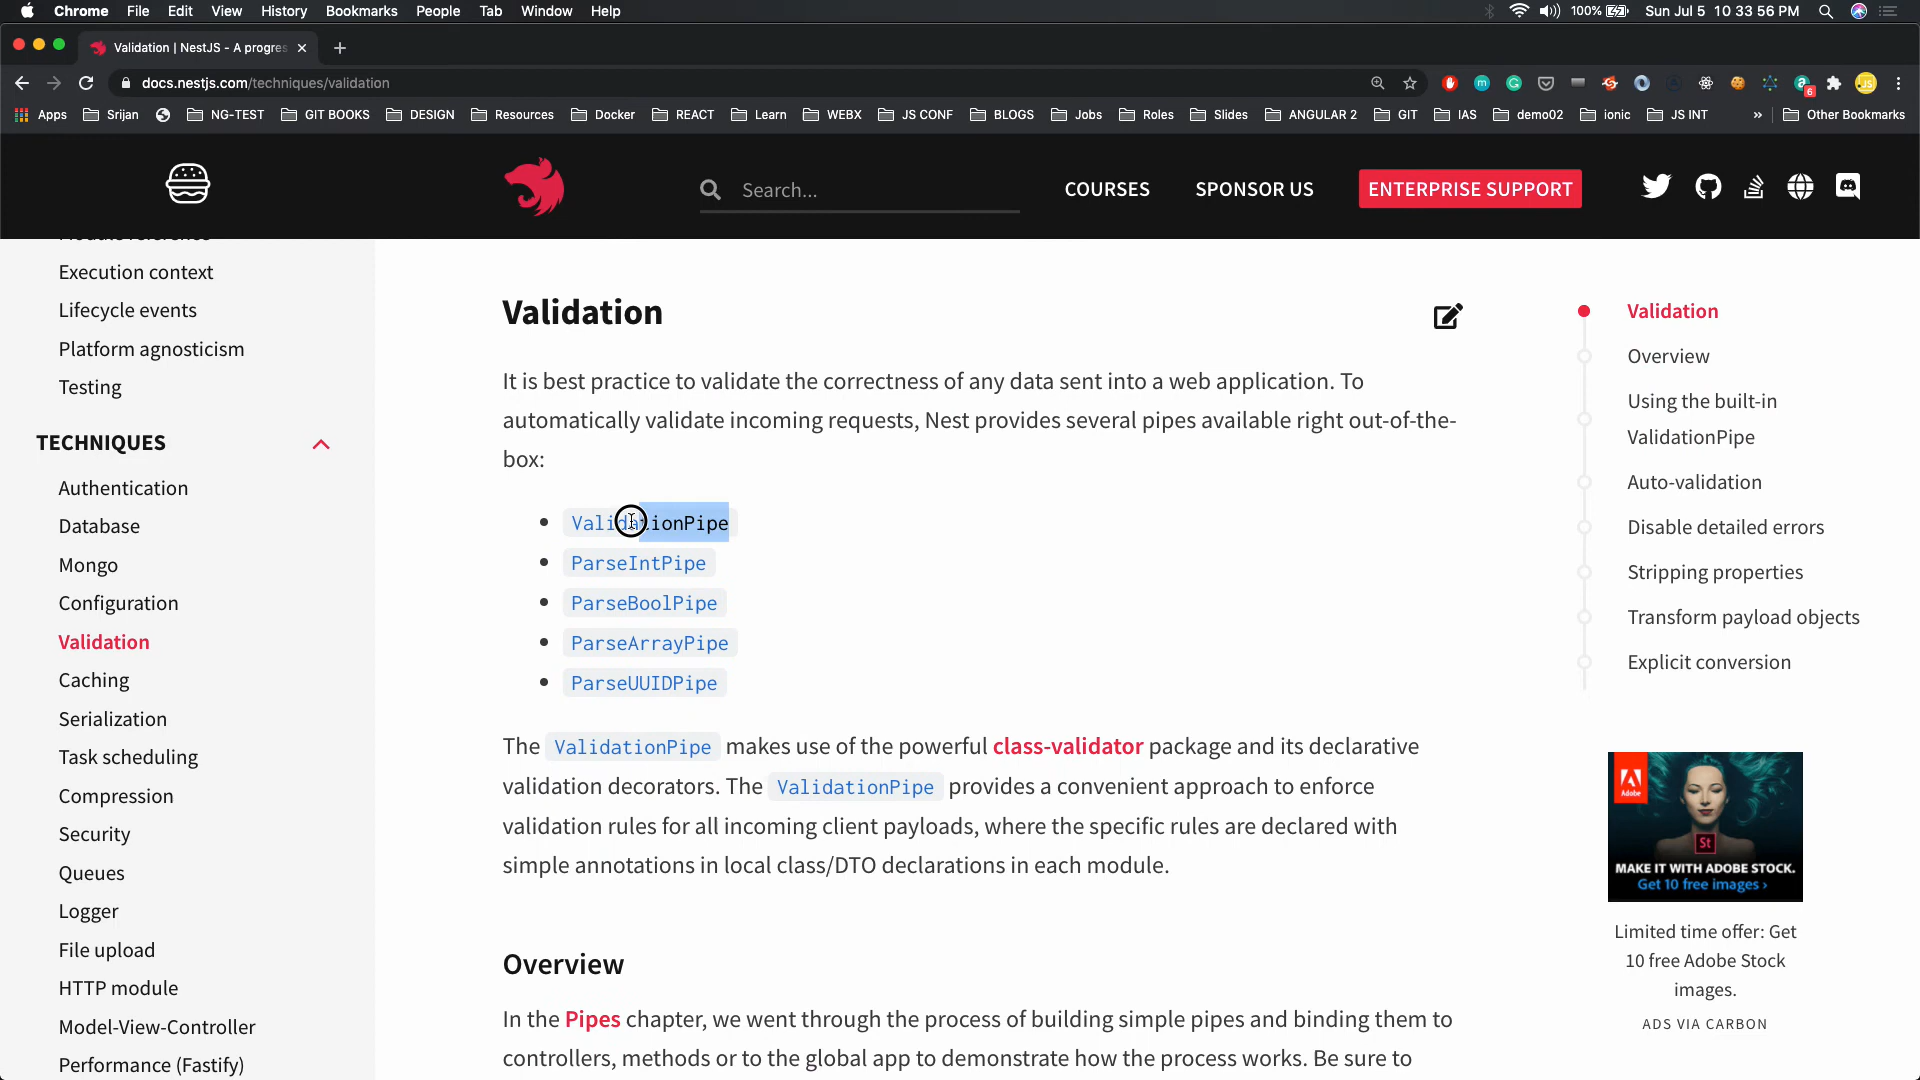 Chrome File Edit View History Bookmarks People Tab Window Help 100% Sun Jul 5 10 33 56 PM
Validation | NestJS - A progres
docs.nestjs.com/techniques/validation
6
Apps Srijan NG-TEST GIT BOOKS DESIGN Resources Docker REACT Learn WEBX JS CONF BLOGS Jobs Roles Slides ANGULAR 2 GIT IAS demo02 ionic JS INT » Other Bookmarks
Search... COURSES SPONSOR US ENTERPRISE SUPPORT
Execution context
Lifecycle events
Platform agnosticism
Testing
TECHNIQUES
Authentication
Database
Mongo
Configuration
Validation
Caching
Serialization
Task scheduling
Compression
Security
Queues
Logger
File upload
HTTP module
Model-View-Controller
Performance (Fastify)
Validation
It is best practice to validate the correctness of any data sent into a web application. To
automatically validate incoming requests, Nest provides several pipes available right out-of-the-
box:
ValidationPipe
ParseIntPipe
ParseBoolPipe
ParseArrayPipe
ParseUUIDPipe
The ValidationPipe makes use of the powerful class-validator package and its declarative
validation decorators. The ValidationPipe provides a convenient approach to enforce
validation rules for all incoming client payloads, where the specific rules are declared with
simple annotations in local class/DTO declarations in each module.
Overview
In the Pipes chapter, we went through the process of building simple pipes and binding them to
controllers, methods or to the global app to demonstrate how the process works. Be sure to
Validation
Overview
Using the built-in
ValidationPipe
Auto-validation
Disable detailed errors
Stripping properties
Transform payload objects
Explicit conversion
Adobe
St
MAKE IT WITH ADOBE STOCK.
Get 10 free images ›
Limited time offer: Get
10 free Adobe Stock
images.
ADS VIA CARBON